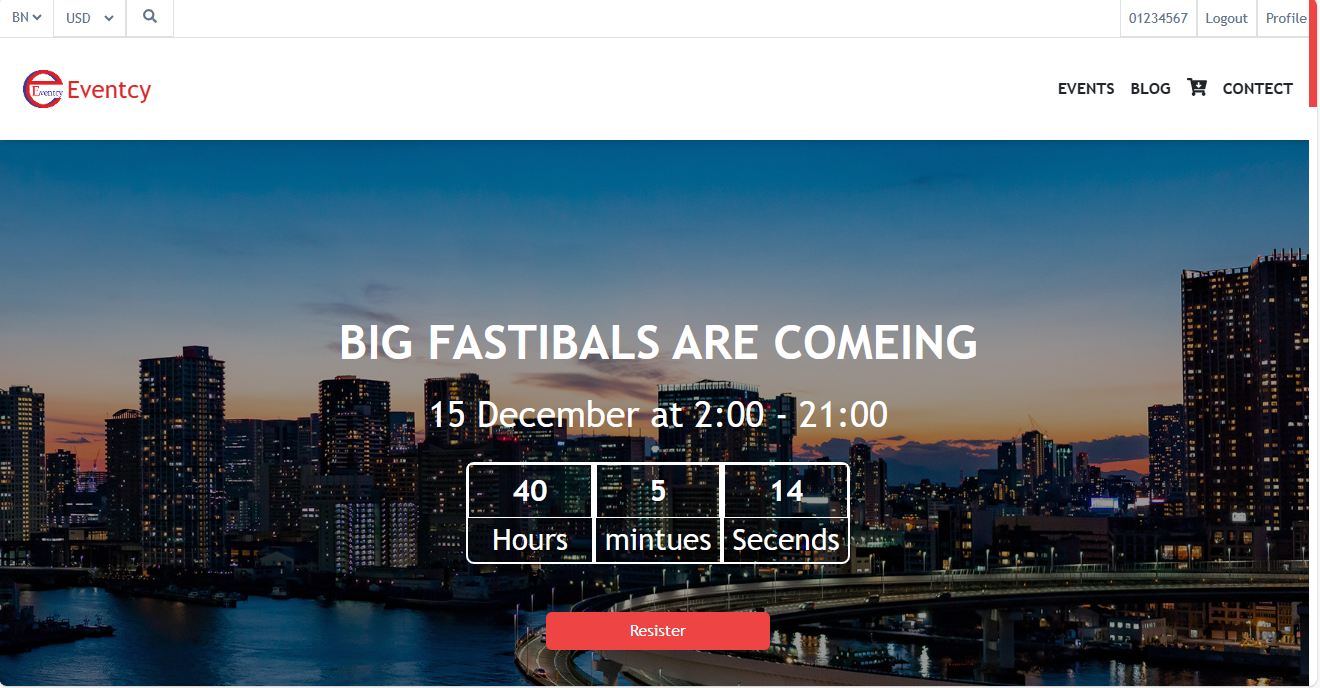 BN USD 01234567 Logout Profile
Eventcy Eventcy EVENTS BLOG CONTECT
BIG FASTIBALS ARE COMEING
15 December at 2:00 - 21:00
40 5 14
Hours mintues Secends
Resister